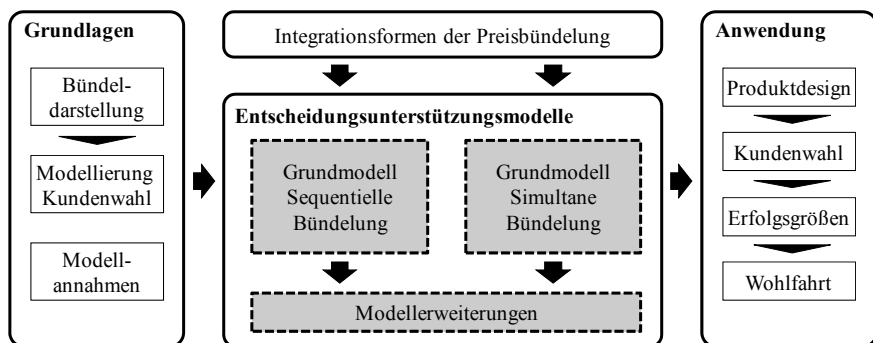 Grundlagen
Bündel-
darstellung
Modellierung
Kundenwahl
Modell-
annahmen
Integrationsformen der Preisbündelung
Entscheidungsunterstützungsmodelle
Grundmodell
Sequentielle
Bündelung
Grundmodell
Simultane
Bündelung
Modellerweiterungen
Anwendung
Produktdesign
Kundenwahl
Erfolgsgrößen
Wohlfahrt